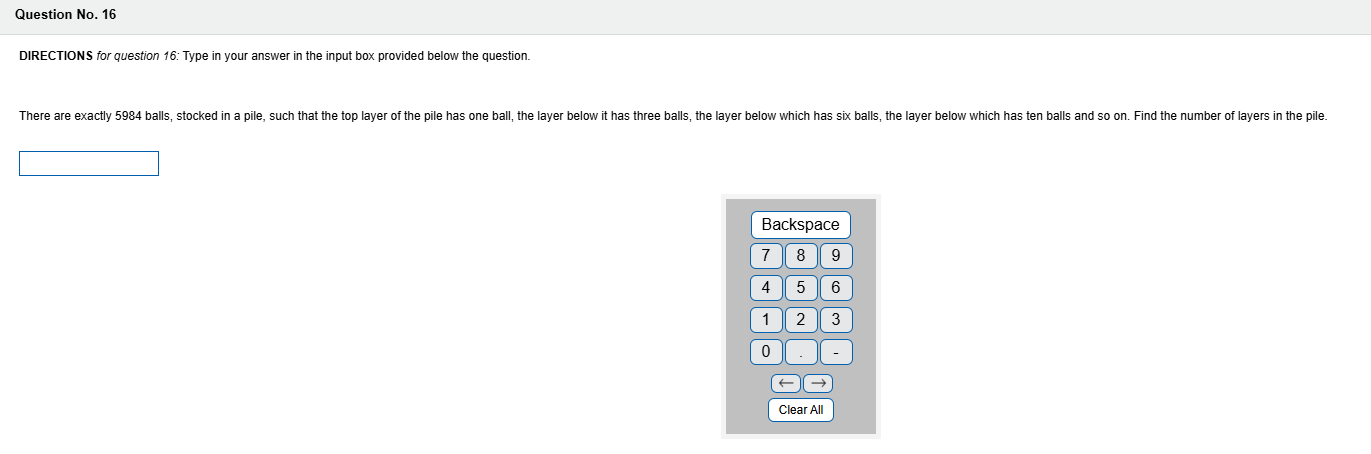 Question No. 16
DIRECTIONS for question 16: Type in your answer in the input box provided below the question.
There are exactly 5984 balls, stocked in a pile, such that the top layer of the pile has one ball, the layer below it has three balls, the layer below which has six balls, the layer below which has ten balls and so on. Find the number of layers in the pile.
Backspace
7 8 9
4 5 6
1 2 3
0 . -
← →
Clear All